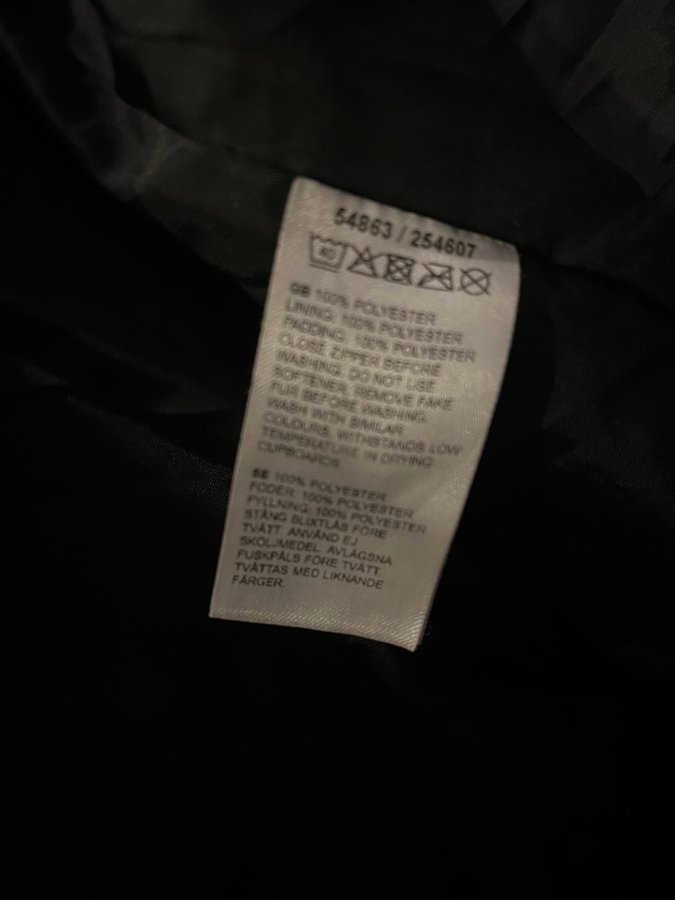 54863 / 254607
40
GB 100% POLYESTER
LINING: 100% POLYESTER
PADDING: 100% POLYESTER
CLOSE ZIPPER BEFORE
WASHING. DO NOT USE
SOFTENER. REMOVE FAKE
FUR BEFORE WASHING.
WASH WITH SIMILAR
COLOURS. WITHSTANDS LOW
TEMPERATURE IN DRYING
CUPBOARDS.
SE 100% POLYESTER
FODER: 100% POLYESTER
FYLLNING: 100% POLYESTER
STÄNG BLIXTLÅS FÖRE
TVÄTT. ANVÄND EJ
SKÖLJMEDEL. AVLÄGSNA
FUSKPÄLS FÖRE TVÄTT.
TVÄTTAS MED LIKNANDE
FÄRGER.